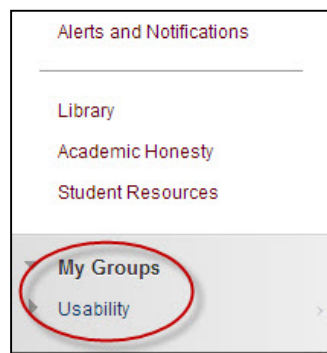 Alerts and Notifications
Library
Academic Honesty
Student Resources
My Groups
Usability